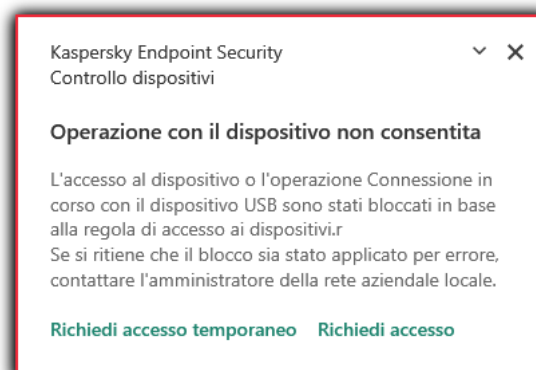 Kaspersky Endpoint Security
Controllo dispositivi
Operazione con il dispositivo non consentita
L'accesso al dispositivo o l'operazione Connessione in
corso con il dispositivo USB sono stati bloccati in base
alla regola di accesso ai dispositivi.r
Se si ritiene che il blocco sia stato applicato per errore,
contattare l'amministratore della rete aziendale locale.
Richiedi accesso temporaneo Richiedi accesso